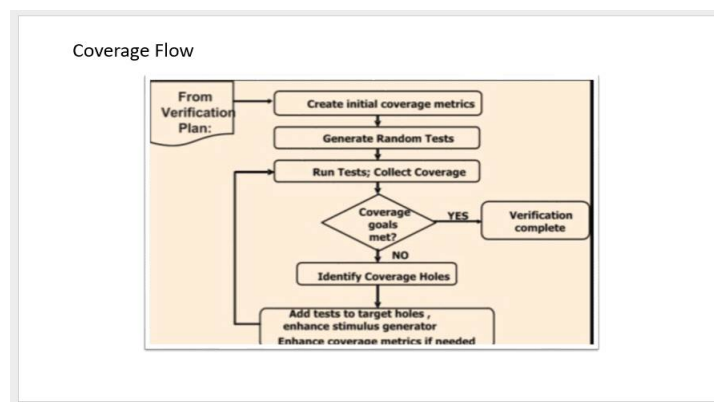 Coverage Flow
From
Verification
Plan:
Create initial coverage metrics
Generate Random Tests
Run Tests; Collect Coverage
Coverage
goals
met?
YES
Verification
complete
NO
Identify Coverage Holes
Add tests to target holes ,
enhance stimulus generator
Enhance coverage metrics if needed